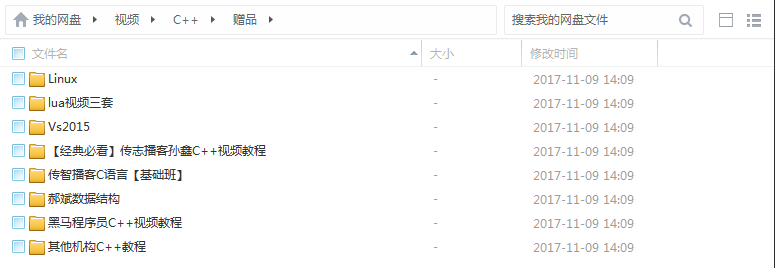 我的网盘 视频 C++ 赠品 搜索我的网盘文件
文件名 大小 修改时间
Linux - 2017-11-09 14:09
lua视频三套 - 2017-11-09 14:09
Vs2015 - 2017-11-09 14:09
【经典必看】传志播客孙鑫C++视频教程 - 2017-11-09 14:09
传智播客C语言【基础班】 - 2017-11-09 14:09
郝斌数据结构 - 2017-11-09 14:09
黑马程序员C++视频教程 - 2017-11-09 14:09
其他机构C++教程 - 2017-11-09 14:09